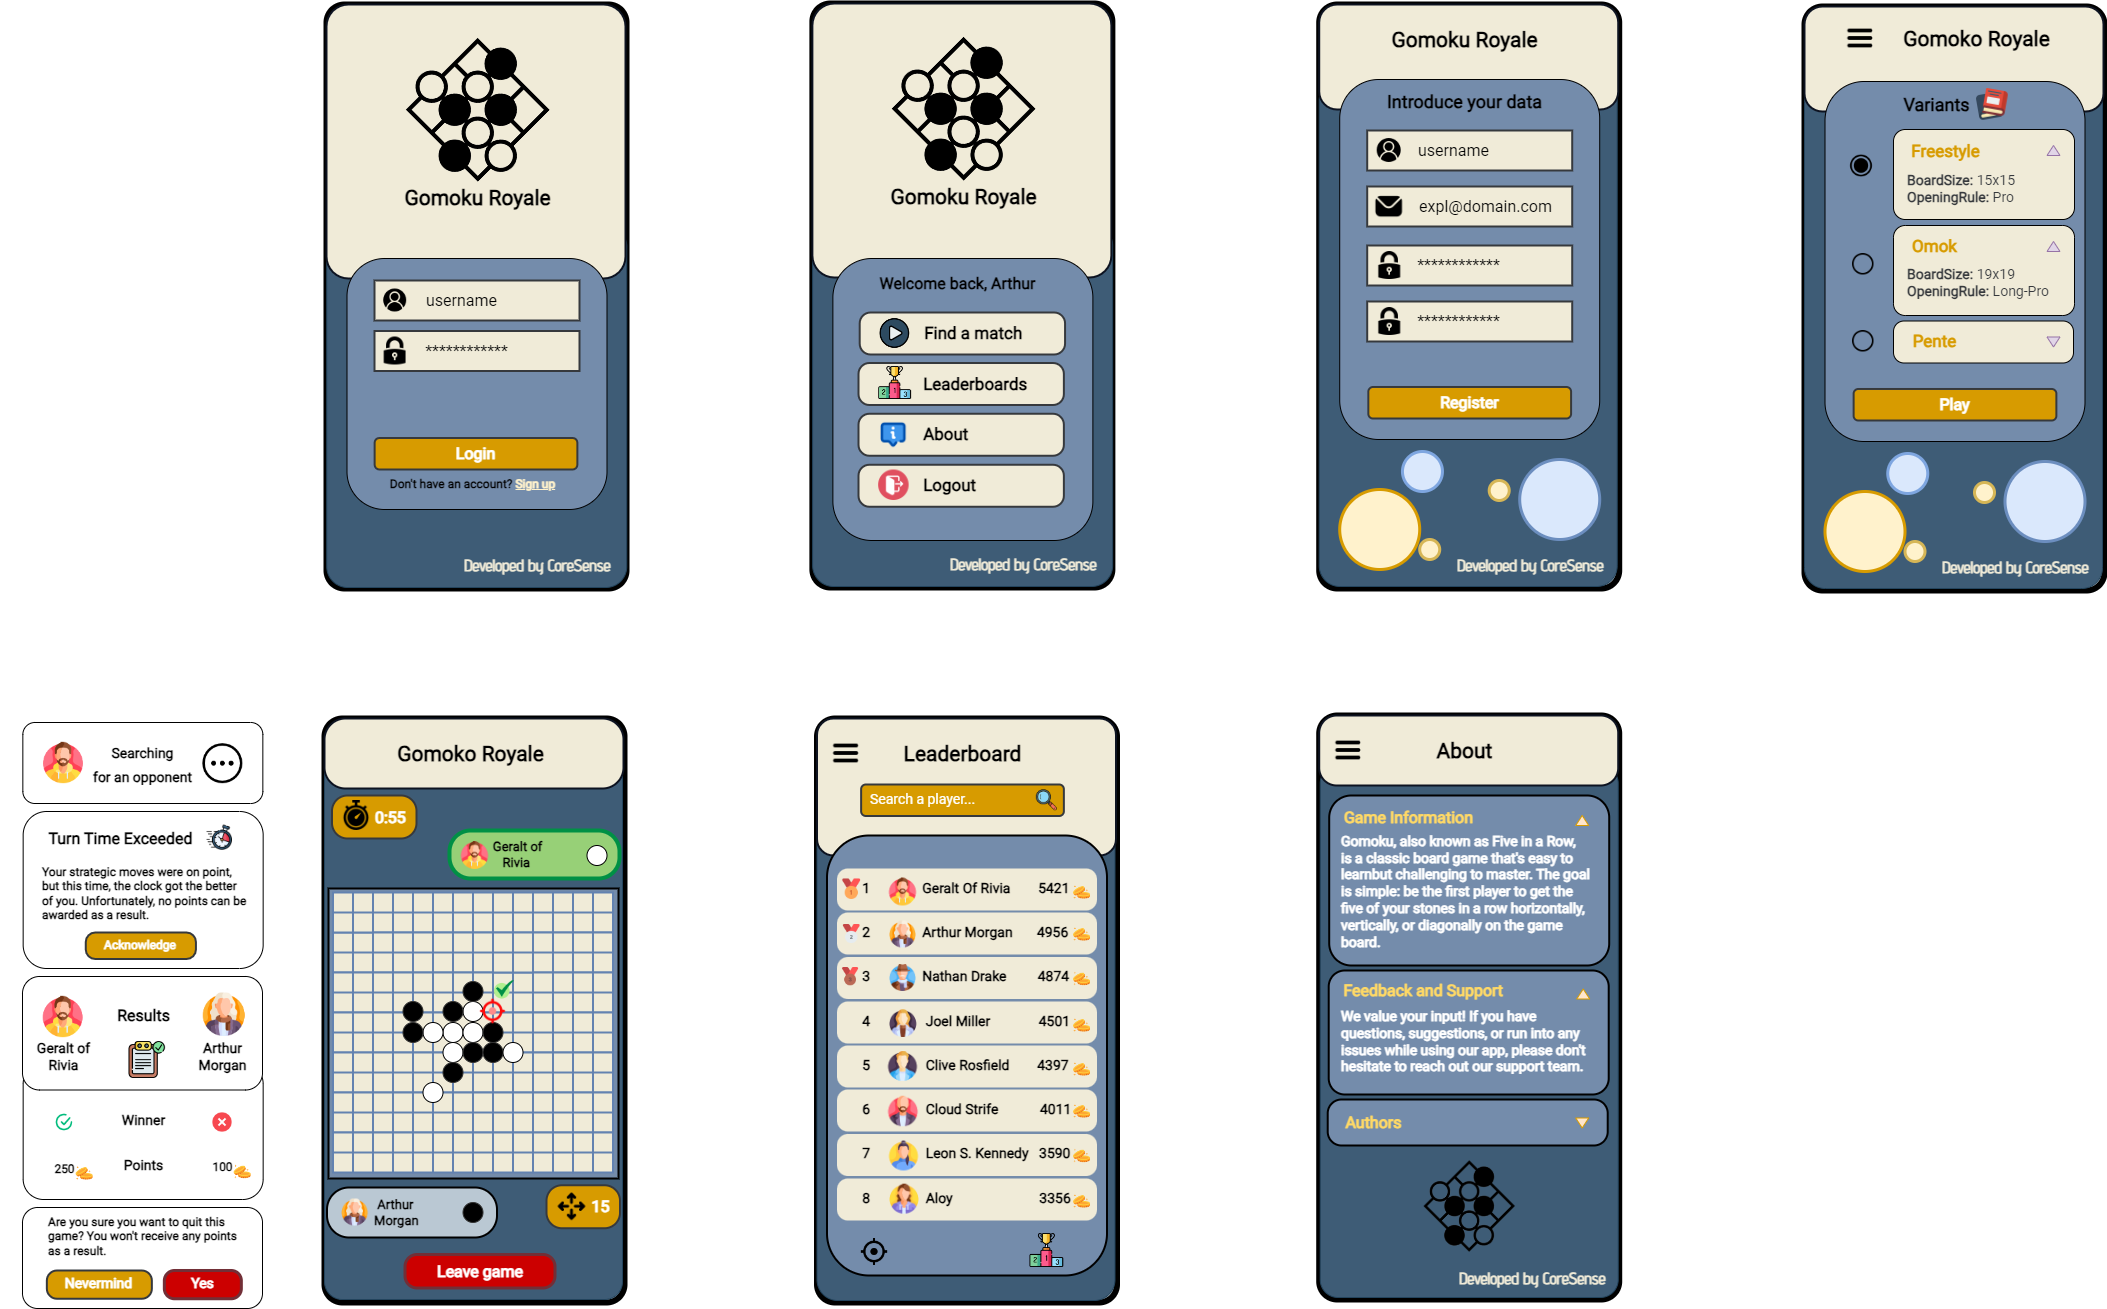 Gomoku Royale
username
************
Login
Don't have an account? Sign up
Developed by CoreSense
Gomoku Royale
Welcome back, Arthur
Find a match
Leaderboards
About
Logout
Developed by CoreSense
Gomoku Royale
Introduce your data
username
expl@domain.com
************
************
Register
Developed by CoreSense
Gomoko Royale
Variants
Freestyle
BoardSize: 15x15
OpeningRule: Pro
Omok
BoardSize: 19x19
OpeningRule: Long-Pro
Pente
Play
Developed by CoreSense
Searching
for an opponent
Turn Time Exceeded
Your strategic moves were on point,
but this time, the clock got the better
of you. Unfortunately, no points can be
awarded as a result.
Acknowledge
Results
Geralt of
Rivia
Arthur
Morgan
Winner
250
Points
100
Are you sure you want to quit this
game? You won't receive any points
as a result.
Nevermind
Yes
Gomoko Royale
0:55
Geralt of
Rivia
Arthur
Morgan
15
Leave game
Leaderboard
Search a player...
1 Geralt Of Rivia 5421
2 Arthur Morgan 4956
3 Nathan Drake 4874
4 Joel Miller 4501
5 Clive Rosfield 4397
6 Cloud Strife 4011
7 Leon S. Kennedy 3590
8 Aloy 3356
About
Game Information
Gomoku, also known as Five in a Row,
is a classic board game that's easy to
learnbut challenging to master. The goal
is simple: be the first player to get the
five of your stones in a row horizontally,
vertically, or diagonally on the game
board.
Feedback and Support
We value your input! If you have
questions, suggestions, or run into any
issues while using our app, please don't
hesitate to reach out our support team.
Authors
Developed by CoreSense